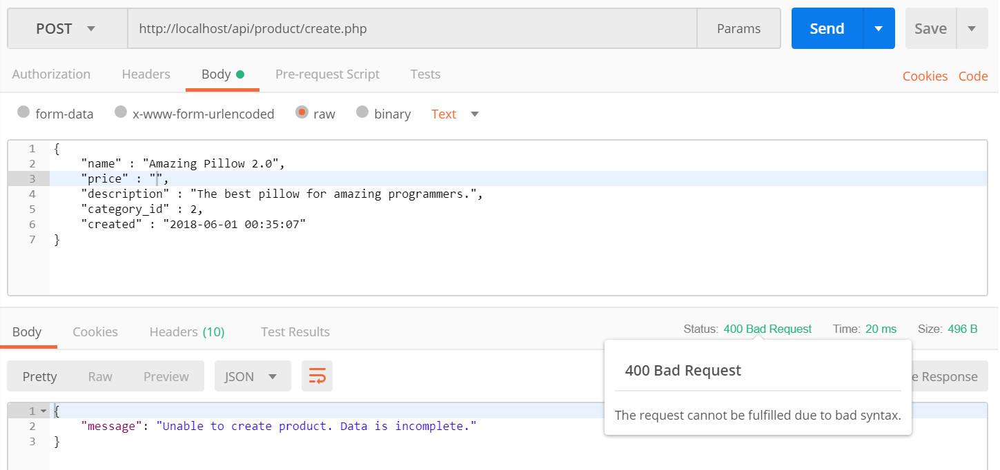 POST http://localhost/api/product/create.php Params Send Save
Authorization Headers Body Pre-request Script Tests Cookies Code
form-data x-www-form-urlencoded raw binary Text
1 {
2 "name" : "Amazing Pillow 2.0",
3 "price" : "",
4 "description" : "The best pillow for amazing programmers.",
5 "category_id" : 2,
6 "created" : "2018-06-01 00:35:07"
7 }
Body Cookies Headers (10) Test Results Status: 400 Bad Request Time: 20 ms Size: 496 B
400 Bad Request
Pretty Raw Preview JSON e Response
The request cannot be fulfilled due to bad syntax.
1 {
2 "message": "Unable to create product. Data is incomplete."
3 }